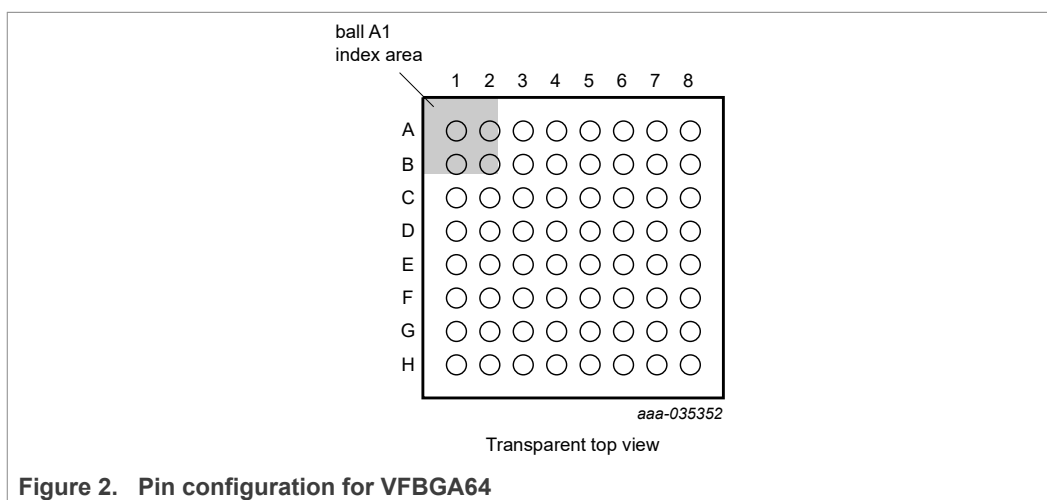 ball A1
index area
1 2 3 4 5 6 7 8
A
B
C
D
E
F
G
H
aaa-035352
Transparent top view
Figure 2. Pin configuration for VFBGA64